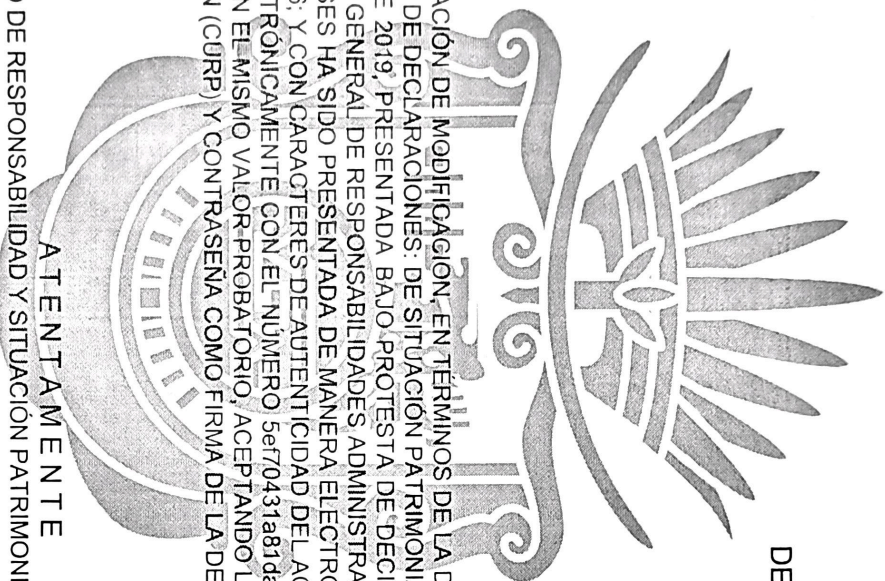 DE
ACIÓN DE MODIFICACIÓN, EN TÉRMINOS DE LA D
DE DECLARACIONES: DE SITUACIÓN PATRIMONI
E 2019, PRESENTADA BAJO PROTESTA DE DECI
GENERAL DE RESPONSABILIDADES ADMINISTRA
SES HA SIDO PRESENTADA DE MANERA ELECTRÓ
6; Y CON CARACTERES DE AUTENTICIDAD DEL AC
TRÓNICAMENTE CON EL NÚMERO 5ef70431a81da
N EL MISMO VALOR PROBATORIO, ACEPTANDO L
N (CURP) Y CONTRASEÑA COMO FIRMA DE LA DE
ATENTAMENTE
O DE RESPONSABILIDAD Y SITUACIÓN PATRIMONI